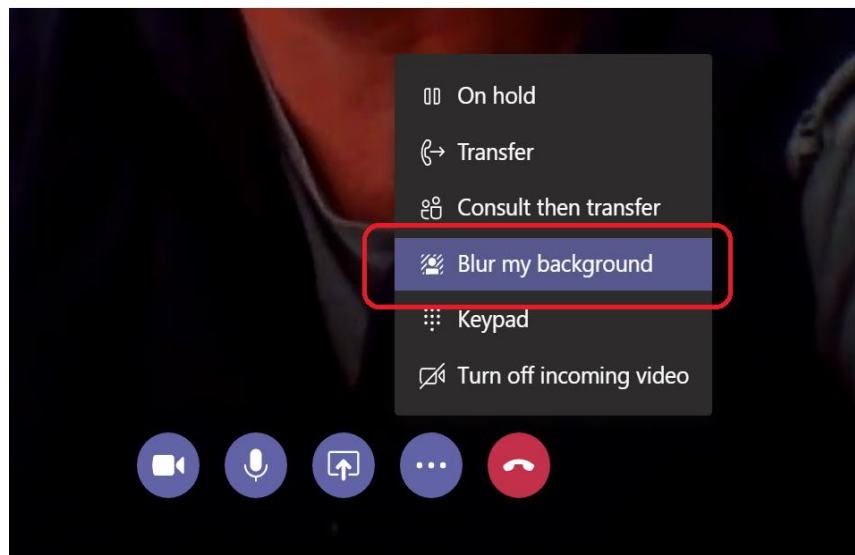 On hold
Transfer
Consult then transfer
Blur my background
Keypad
Turn off incoming video